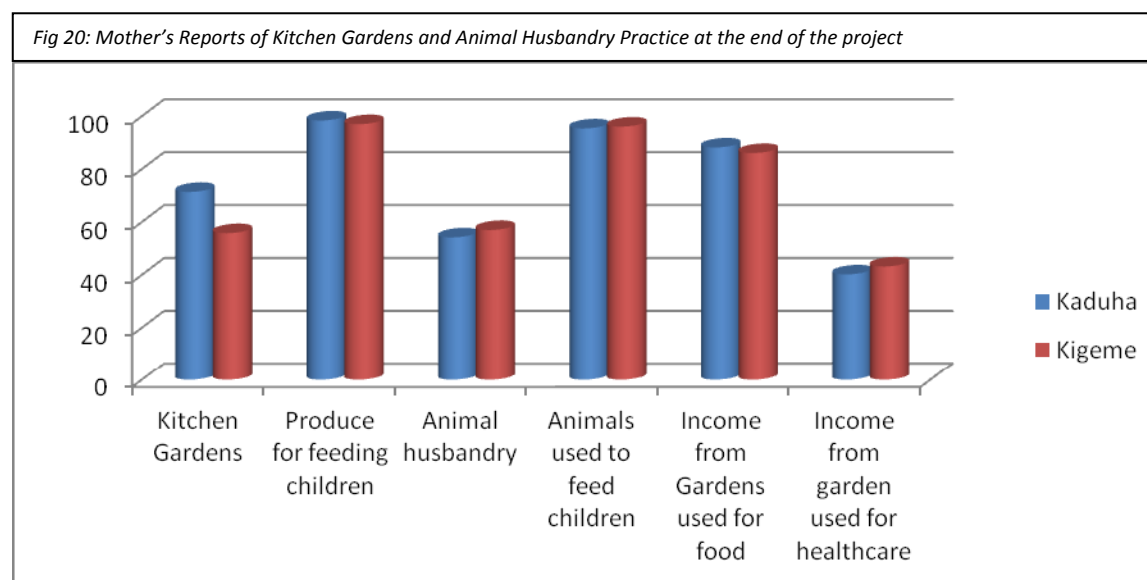 Fig 20: Mother’s Reports of Kitchen Gardens and Animal Husbandry Practice at the end of the project
100
80
60
40
20
0
Kitchen
Gardens
Produce
for feeding
children
Animal
husbandry
Animals
used to
feed
children
Income
from
Gardens
used for
food
Income
from
garden
used for
healthcare
Kaduha
Kigeme